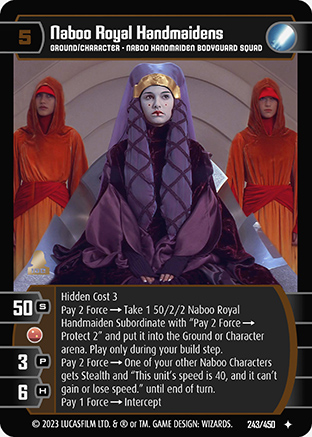 5
Naboo Royal Handmaidens
GROUND/CHARACTER • NABOO HANDMAIDEN BODYGUARD SQUAD
50 S
3 P
6 H
Hidden Cost 3
Pay 2 Force → Take 1 50/2/2 Naboo Royal
Handmaiden Subordinate with “Pay 2 Force →
Protect 2” and put it into the Ground or Character
arena. Play only during your build step.
Pay 2 Force → One of your other Naboo Characters
gets Stealth and “This unit’s speed is 40, and it can’t
gain or lose speed.” until end of turn.
Pay 1 Force → Intercept
© 2023 LUCASFILM LTD. & ® or TM. GAME DESIGN: WIZARDS.
243/450